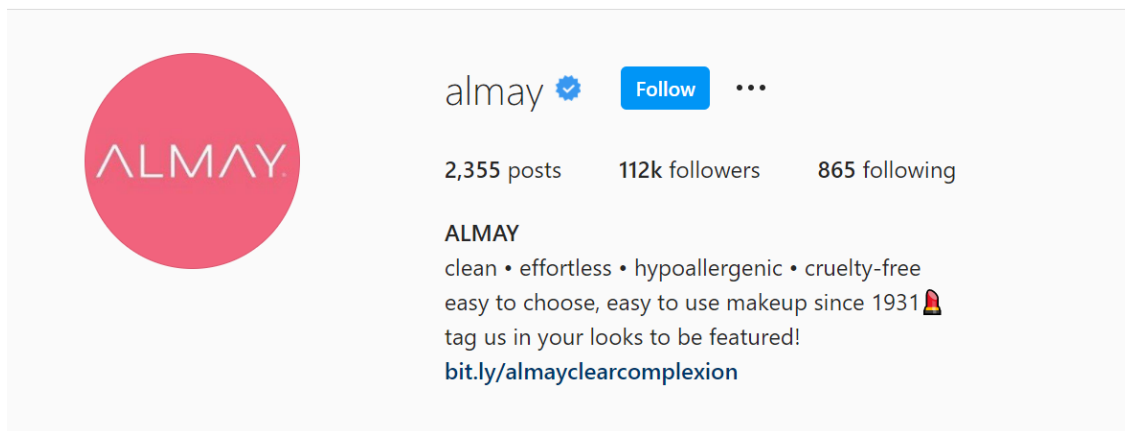 ALMAY.
almay Follow
2,355 posts 112k followers 865 following
ALMAY
clean • effortless • hypoallergenic • cruelty-free
easy to choose, easy to use makeup since 1931💄
tag us in your looks to be featured!
bit.ly/almayclearcomplexion